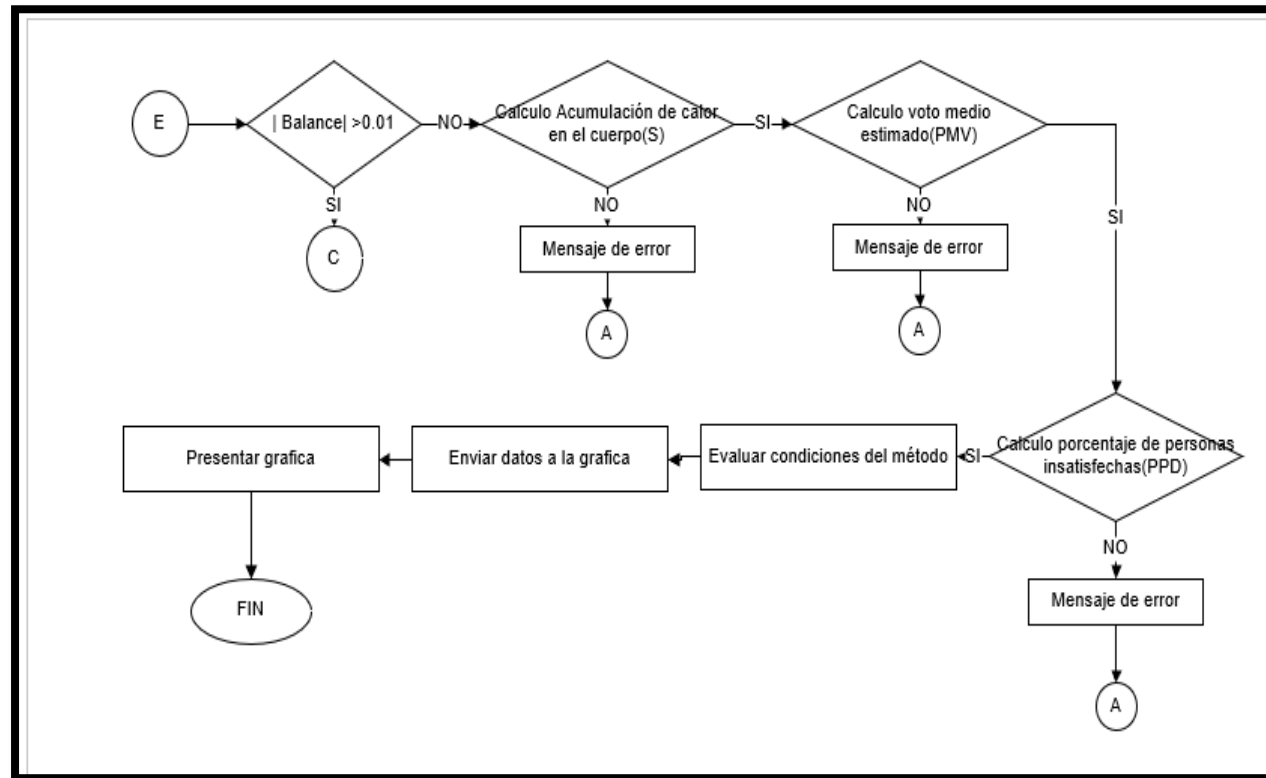 E
| Balance| >0.01
NO
Calculo Acumulación de calor
en el cuerpo(S)
SI
Calculo voto medio
estimado(PMV)
SI
C
NO
Mensaje de error
A
NO
Mensaje de error
A
SI
Calculo porcentaje de personas
insatisfechas(PPD)
SI
Evaluar condiciones del método
Enviar datos a la grafica
Presentar grafica
FIN
NO
Mensaje de error
A